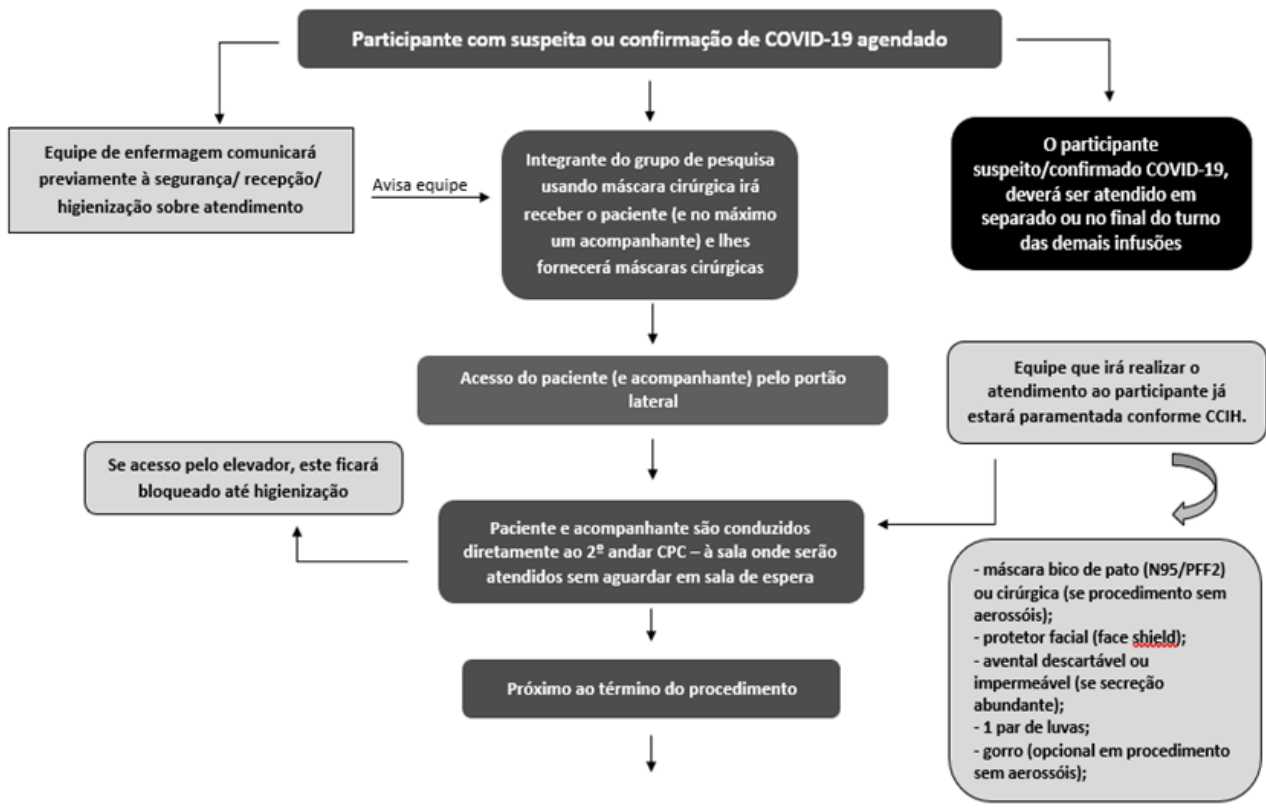 Participante com suspeita ou confirmação de COVID-19 agendado
Equipe de enfermagem comunicará
previamente à segurança/ recepção/
higienização sobre atendimento
Avisa equipe
Integrante do grupo de pesquisa
usando máscara cirúrgica irá
receber o paciente (e no máximo
um acompanhante) e lhes
fornecerá máscaras cirúrgicas
O participante
suspeito/confirmado COVID-19,
deverá ser atendido em
separado ou no final do turno
das demais infusões
Acesso do paciente (e acompanhante) pelo portão
lateral
Equipe que irá realizar o
atendimento ao participante já
estará paramentada conforme CCIH.
Se acesso pelo elevador, este ficará
bloqueado até higienização
Paciente e acompanhante são conduzidos
diretamente ao 2º andar CPC – à sala onde serão
atendidos sem aguardar em sala de espera
- máscara bico de pato (N95/PFF2)
ou cirúrgica (se procedimento sem
aerossóis);
- protetor facial (face shield);
- avental descartável ou
impermeável (se secreção
abundante);
- 1 par de luvas;
- gorro (opcional em procedimento
sem aerossóis);
Próximo ao término do procedimento